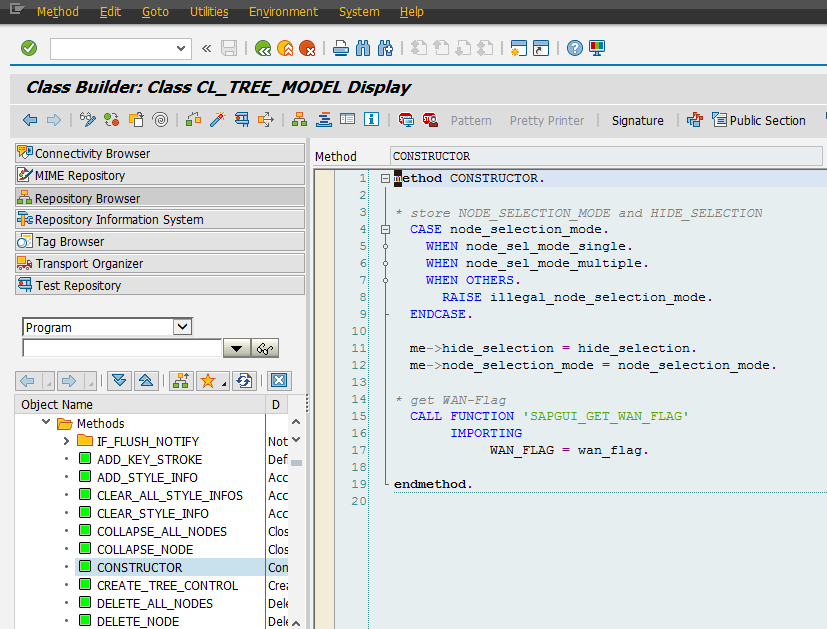 Method Edit Goto Utilities Environment System Help
Class Builder: Class CL_TREE_MODEL Display
Pattern Pretty Printer Signature Public Section
Connectivity Browser
MIME Repository
Repository Browser
Repository Information System
Tag Browser
Transport Organizer
Test Repository
Program
Object Name D
Methods
IF_FLUSH_NOTIFY Not
ADD_KEY_STROKE Def
ADD_STYLE_INFO Acc
CLEAR_ALL_STYLE_INFOS Acc
CLEAR_STYLE_INFO Acc
COLLAPSE_ALL_NODES Clos
COLLAPSE_NODE Clos
CONSTRUCTOR Con
CREATE_TREE_CONTROL Crea
DELETE_ALL_NODES Dele
DELETE_NODE Dele
Method CONSTRUCTOR
1 method CONSTRUCTOR.
2
3 * store NODE_SELECTION_MODE and HIDE_SELECTION
4 CASE node_selection_mode.
5 WHEN node_sel_mode_single.
6 WHEN node_sel_mode_multiple.
7 WHEN OTHERS.
8 RAISE illegal_node_selection_mode.
9 ENDCASE.
10
11 me->hide_selection = hide_selection.
12 me->node_selection_mode = node_selection_mode.
13
14 * get WAN-Flag
15 CALL FUNCTION 'SAPGUI_GET_WAN_FLAG'
16 IMPORTING
17 WAN_FLAG = wan_flag.
18
19 endmethod.
20